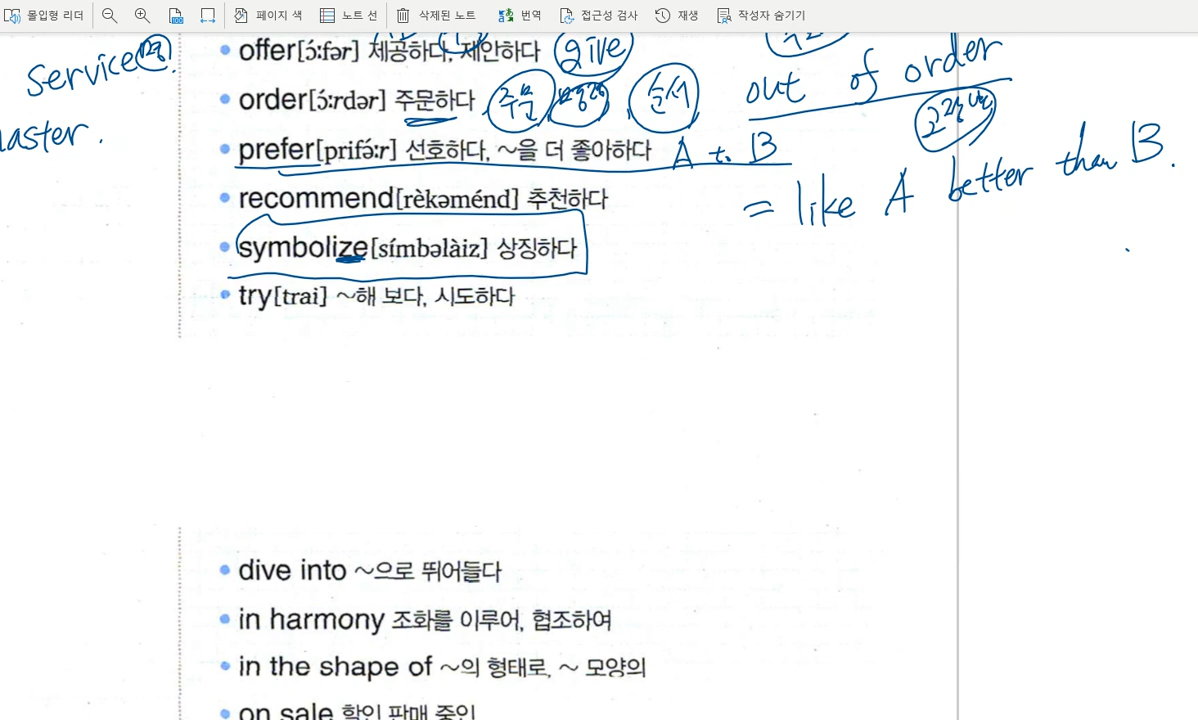 몰입형 리더 페이지 색 노트 선 삭제된 노트 번역 접근성 검사 재생 작성자 숨기기
offer[ɔ́ːfər] 제공하다, 제안하다 give
service
order[ɔ́ːrdər] 주문하다 주문 순서 out of order
prefer[prifə́ːr] 선호하다, ~을 더 좋아하다 A to B
= like A better than B.
recommend[rèkəménd] 추천하다
symbolize[símbəlàiz] 상징하다
try[trai] ~해 보다, 시도하다
dive into ~으로 뛰어들다
in harmony 조화를 이루어, 협조하여
in the shape of ~의 형태로, ~ 모양의
on sale 할인 판매 중인